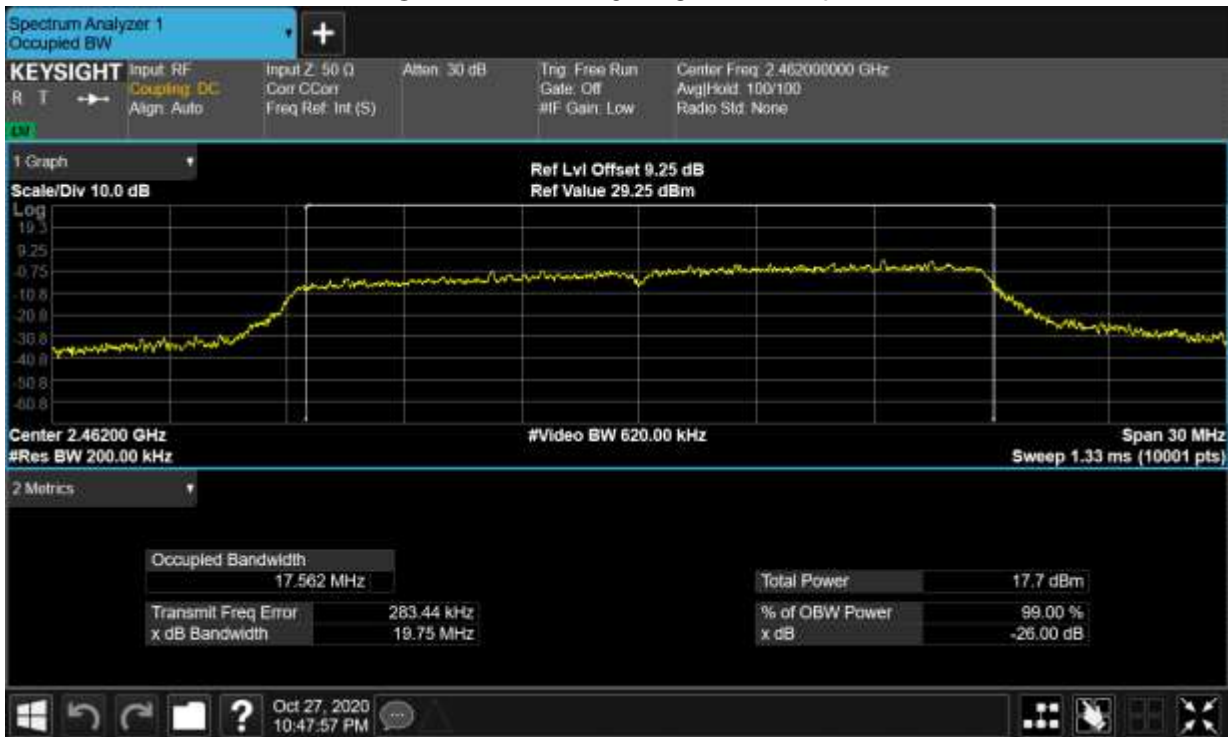 Spectrum Analyzer 1
Occupied BW
+
KEYSIGHT
R T
Input: RF
Coupling: DC
Align: Auto
Input Z: 50 Ω
Corr CCorr
Freq Ref: Int (S)
Atten: 30 dB
Trig: Free Run
Gate: Off
#IF Gain: Low
Center Freq: 2.462000000 GHz
Avg|Hold: 100/100
Radio Std: None
1 Graph
Scale/Div 10.0 dB
Ref Lvl Offset 9.25 dB
Ref Value 29.25 dBm
Log
19.3
9.25
-0.75
-10.8
-20.8
-30.8
-40.8
-50.8
-60.8
Center 2.46200 GHz
#Video BW 620.00 kHz
Span 30 MHz
#Res BW 200.00 kHz
Sweep 1.33 ms (10001 pts)
2 Metrics
Occupied Bandwidth
17.562 MHz
Transmit Freq Error 283.44 kHz
x dB Bandwidth 19.75 MHz
Total Power 17.7 dBm
% of OBW Power 99.00 %
x dB -26.00 dB
?
Oct 27, 2020
10:47:57 PM